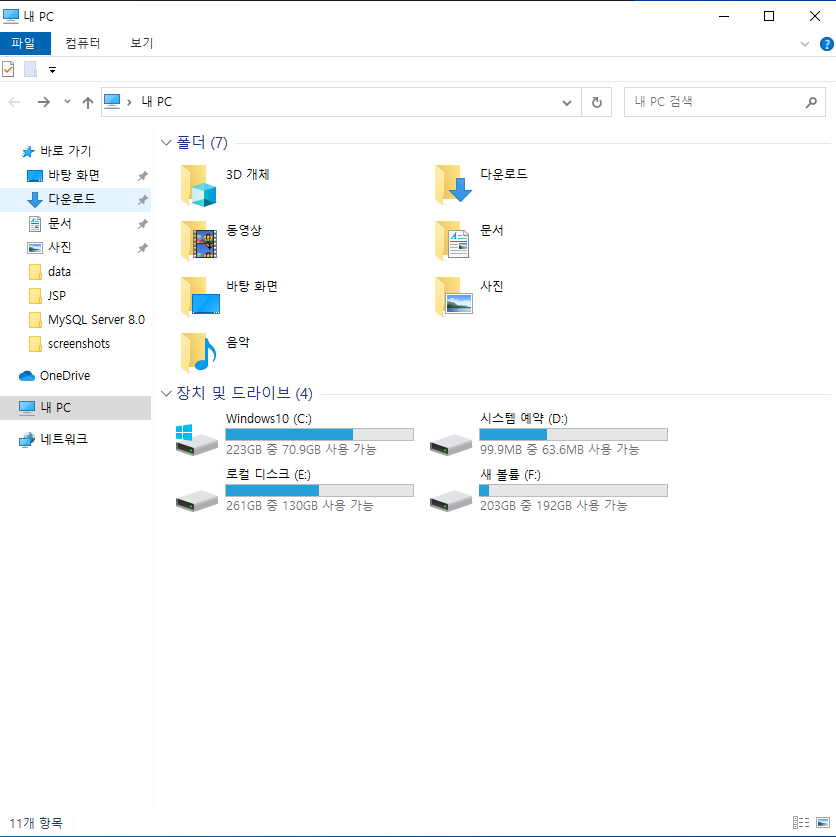 내 PC
파일 컴퓨터 보기
내 PC
내 PC 검색
바로 가기
바탕 화면
다운로드
문서
사진
data
JSP
MySQL Server 8.0
screenshots
OneDrive
내 PC
네트워크
폴더 (7)
3D 개체
다운로드
동영상
문서
바탕 화면
사진
음악
장치 및 드라이브 (4)
Windows10 (C:)
223GB 중 70.9GB 사용 가능
시스템 예약 (D:)
99.9MB 중 63.6MB 사용 가능
로컬 디스크 (E:)
261GB 중 130GB 사용 가능
새 볼륨 (F:)
203GB 중 192GB 사용 가능
11개 항목